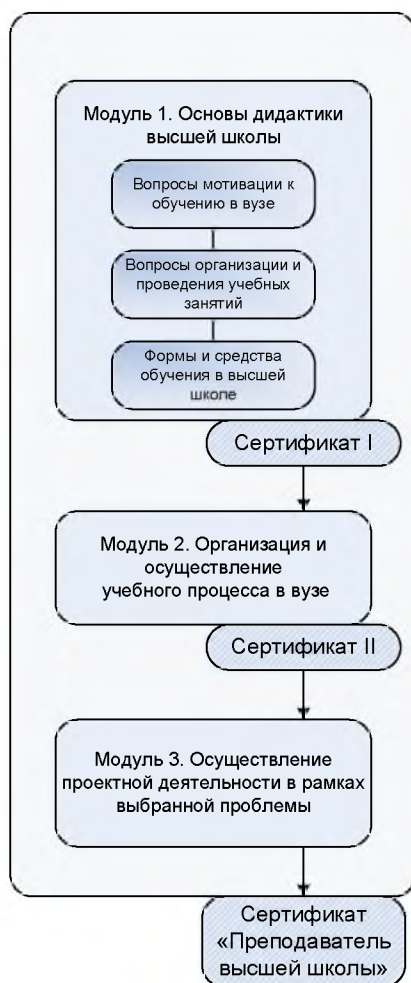 Модуль 1. Основы дидактики
высшей школы
Вопросы мотивации к
обучению в вузе
Вопросы организации и
проведения учебных
занятий
Формы и средства
обучения в высшей
школе
Сертификат I
Модуль 2. Организация и
осуществление
учебного процесса в вузе
Сертификат II
Модуль 3. Осуществление
проектной деятельности в рамках
выбранной проблемы
Сертификат
«Преподаватель
высшей школы»